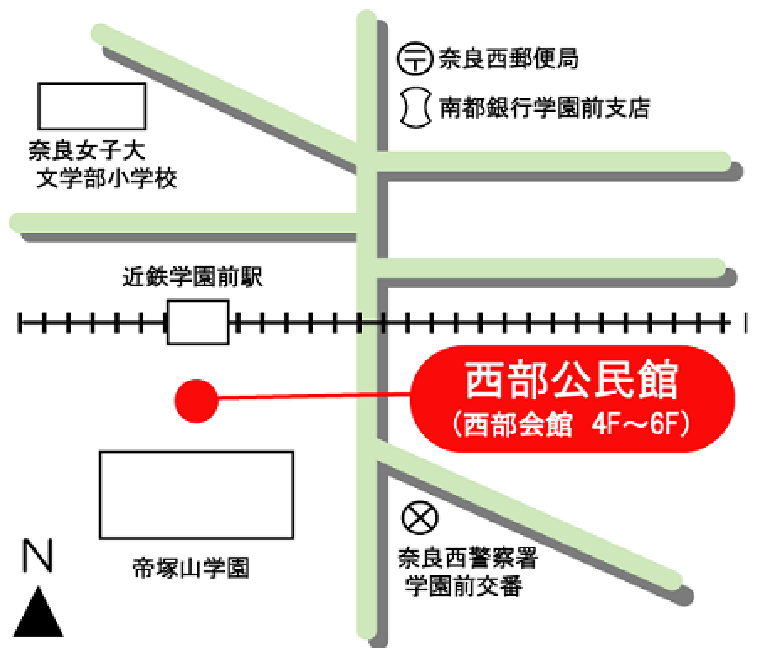 奈良西郵便局
南都銀行学園前支店
奈良女子大
文学部小学校
近鉄学園前駅
西部公民館
(西部会館 4F～6F)
奈良西警察署
学園前交番
帝塚山学園
N